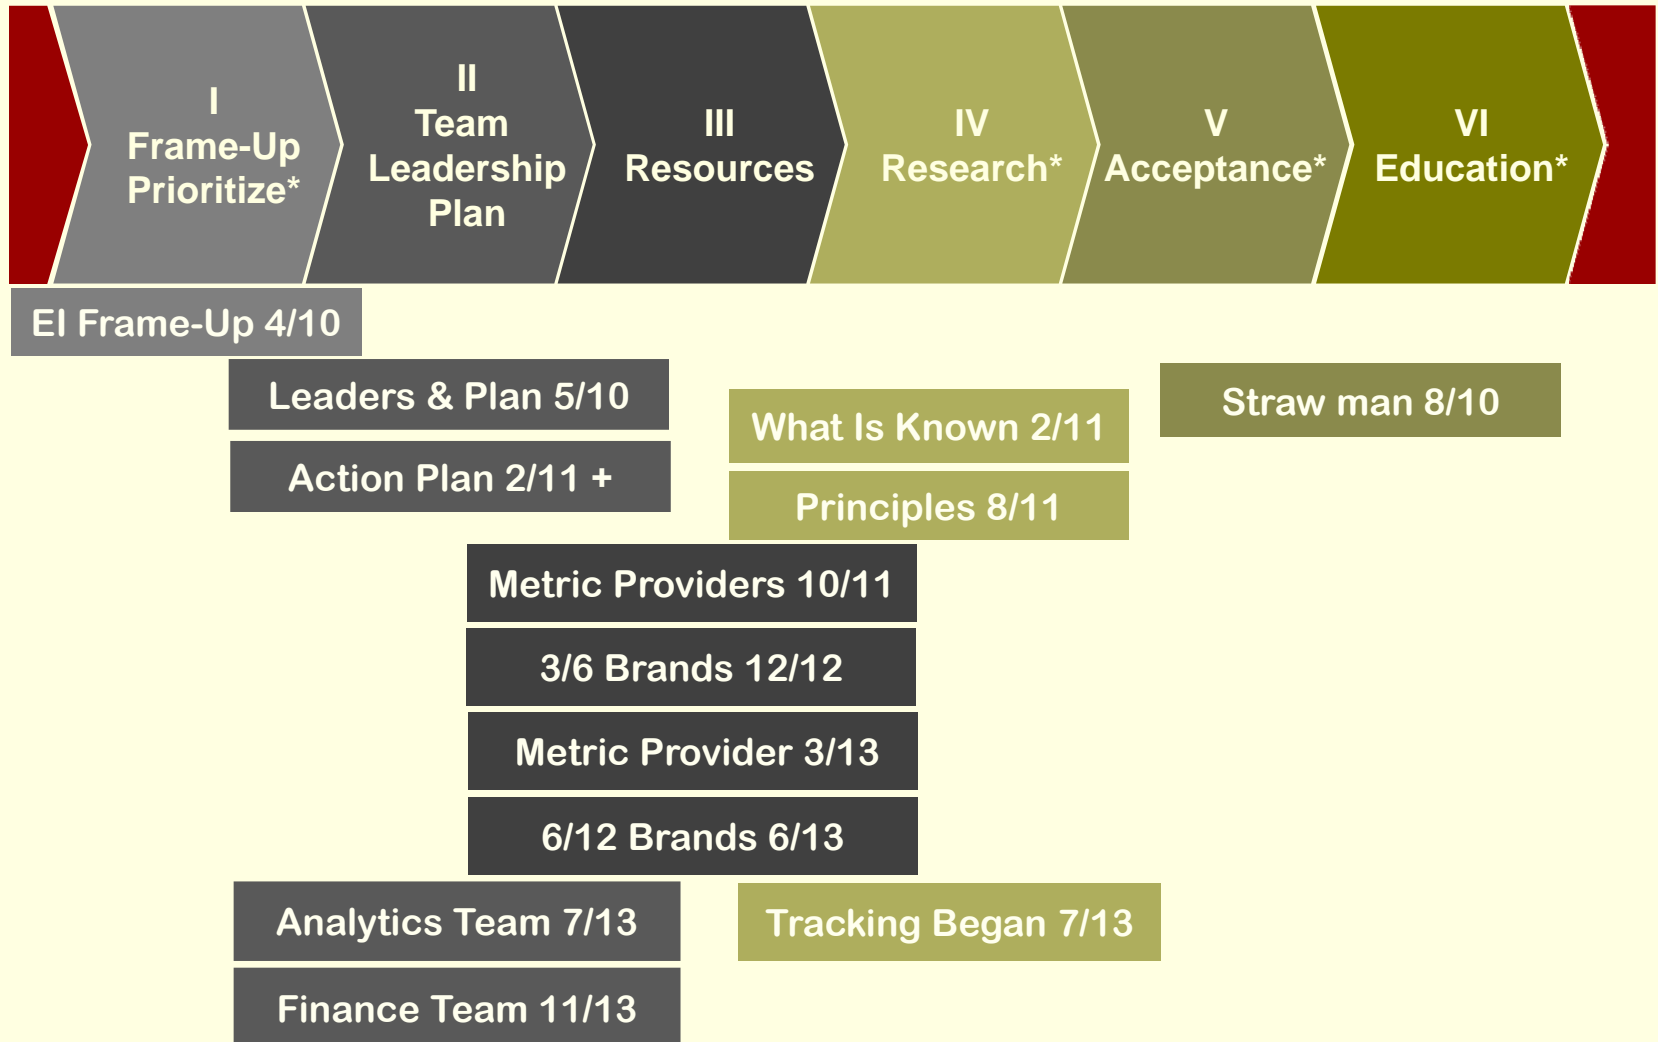 I
Frame-Up
Prioritize*
II
Team
Leadership
Plan
III
Resources
IV
Research*
V
Acceptance*
VI
Education*
EI Frame-Up 4/10
Leaders & Plan 5/10
Action Plan 2/11 +
What Is Known 2/11
Principles 8/11
Straw man 8/10
Metric Providers 10/11
3/6 Brands 12/12
Metric Provider 3/13
6/12 Brands 6/13
Analytics Team 7/13
Tracking Began 7/13
Finance Team 11/13